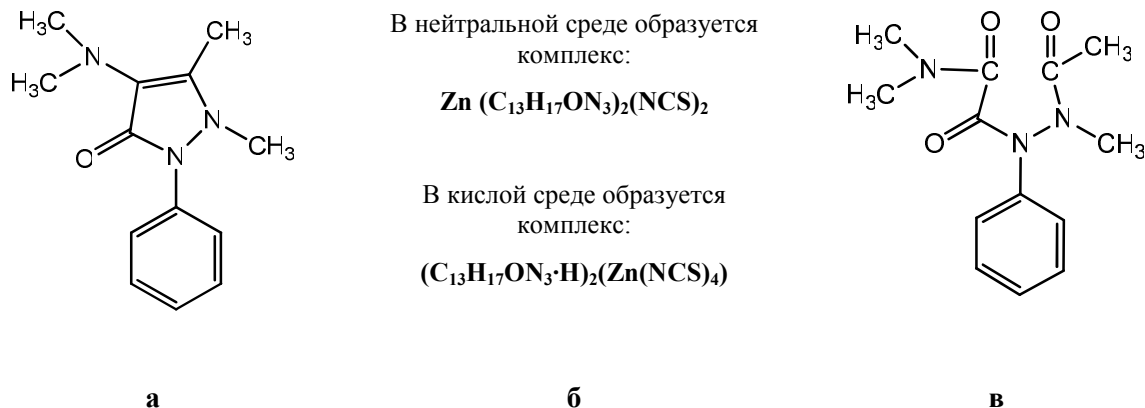 H₃C
N
H₃C
CH₃
O
N
N
CH₃
В нейтральной среде образуется
комплекс:
Zn (C₁₃H₁₇ON₃)₂(NCS)₂
В кислой среде образуется
комплекс:
(C₁₃H₁₇ON₃·H)₂(Zn(NCS)₄)
O
O
H₃C
N
C
C
CH₃
H₃C
O
N
N
CH₃
а
б
в